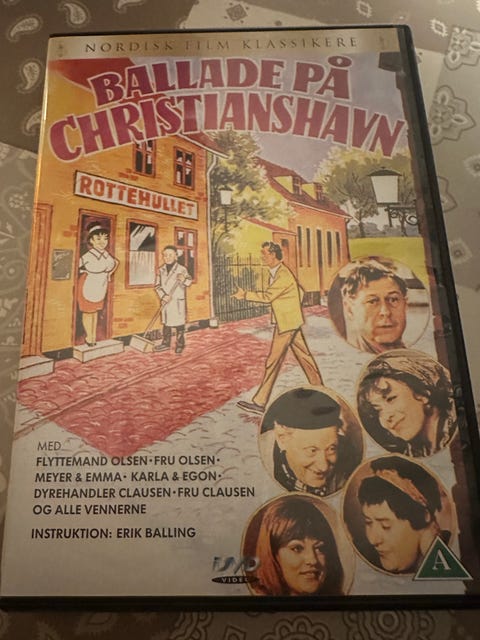 NORDISK FILM KLASSIKERE
BALLADE PÅ
CHRISTIANSHAVN
ROTTEHULLET
MED
FLYTTEMAND OLSEN · FRU OLSEN ·
MEYER & EMMA · KARLA & EGON ·
DYREHANDLER CLAUSEN · FRU CLAUSEN
OG ALLE VENNERNE
INSTRUKTION: ERIK BALLING
DVD
VIDEO
A